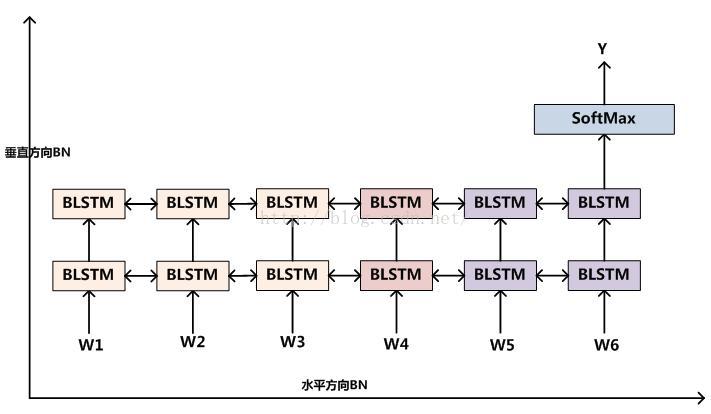 Y
SoftMax
垂直方向BN
BLSTM BLSTM BLSTM BLSTM BLSTM BLSTM
http://blog.csdn.net/
BLSTM BLSTM BLSTM BLSTM BLSTM BLSTM
W1 W2 W3 W4 W5 W6
水平方向BN